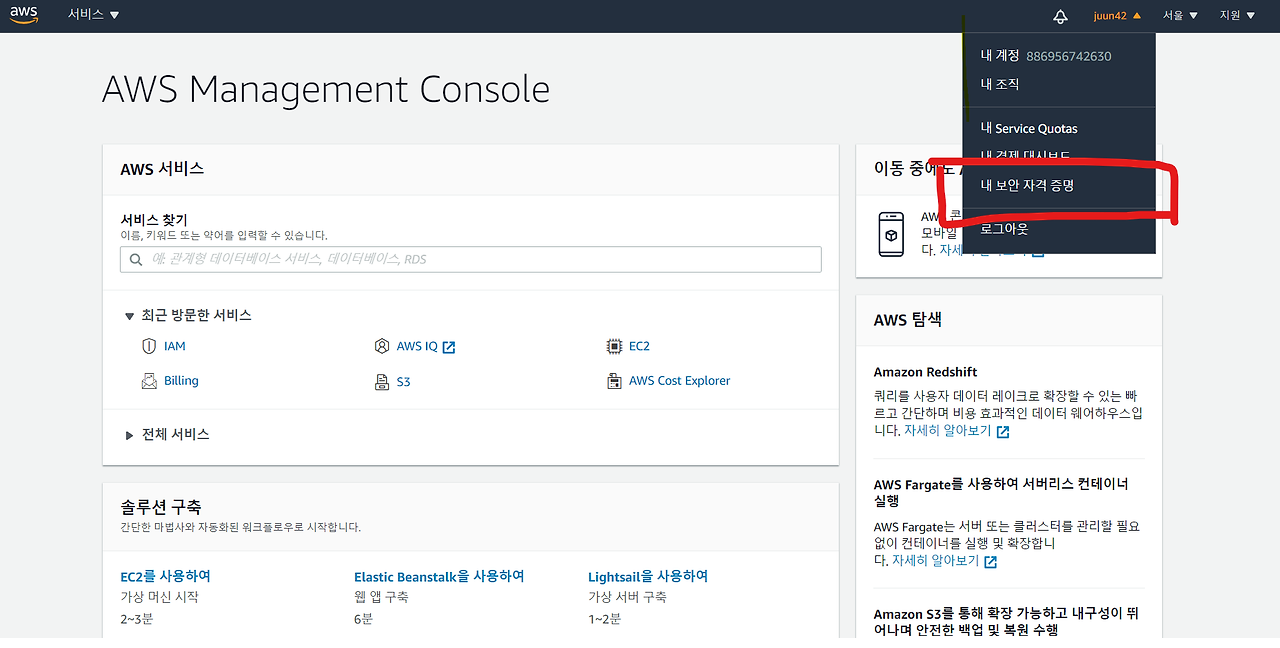 aws
서비스
juun42
서울
지원
내 계정 886956742630
내 조직
내 Service Quotas
내 결제 대시보드
내 보안 자격 증명
로그아웃
AWS Management Console
AWS 서비스
서비스 찾기
이름, 키워드 또는 약어를 입력할 수 있습니다.
예: 관계형 데이터베이스 서비스, 데이터베이스, RDS
최근 방문한 서비스
IAM
AWS IQ
EC2
Billing
S3
AWS Cost Explorer
전체 서비스
솔루션 구축
간단한 마법사와 자동화된 워크플로우로 시작합니다.
EC2를 사용하여
가상 머신 시작
2~3분
Elastic Beanstalk을 사용하여
웹 앱 구축
6분
Lightsail을 사용하여
가상 서버 구축
1~2분
이동 중에도
콘
모바일
다. 자세
AWS 탐색
Amazon Redshift
쿼리를 사용자 데이터 레이크로 확장할 수 있는 빠
르고 간단하며 비용 효과적인 데이터 웨어하우스입
니다. 자세히 알아보기
AWS Fargate를 사용하여 서버리스 컨테이너
실행
AWS Fargate는 서버 또는 클러스터를 관리할 필요
없이 컨테이너를 실행 및 확장합니
다. 자세히 알아보기
Amazon S3를 통해 확장 가능하고 내구성이 뛰
어나며 안전한 백업 및 복원 수행